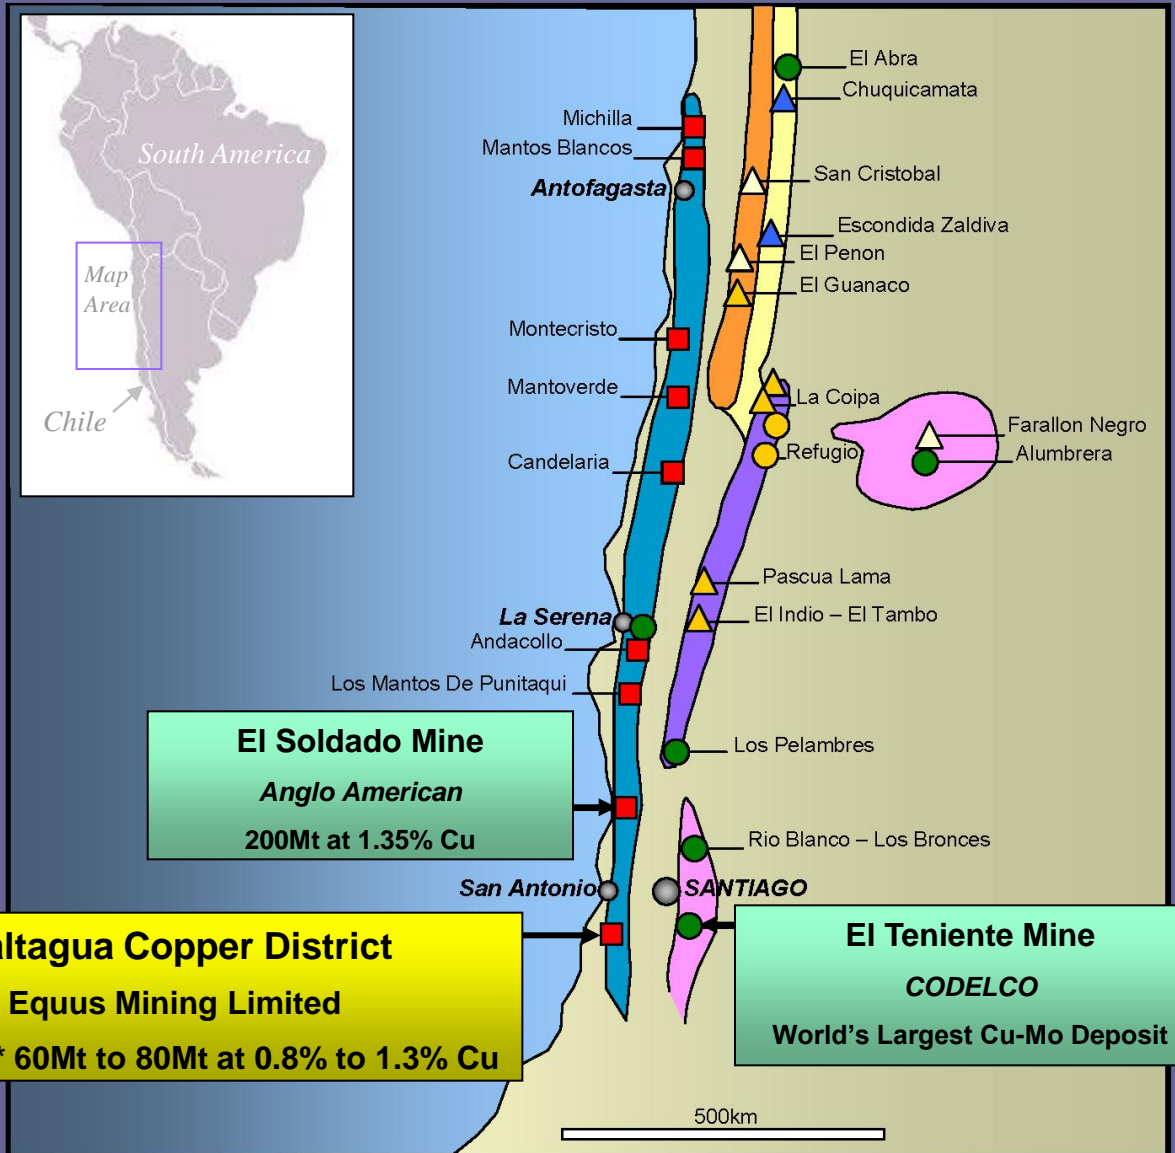 South America
Map
Area
Chile
El Abra
Chuquicamata
Michilla
Mantos Blancos
San Cristobal
Antofagasta
Escondida Zaldiva
El Penon
El Guanaco
Montecristo
Mantoverde
La Coipa
Farallon Negro
Refugio
Alumbrera
Candelaria
Pascua Lama
La Serena
El Indio – El Tambo
Andacollo
Los Mantos De Punitaqui
El Soldado Mine
Anglo American
200Mt at 1.35% Cu
Los Pelambres
Rio Blanco – Los Bronces
San Antonio
SANTIAGO
altagua Copper District
Equus Mining Limited
* 60Mt to 80Mt at 0.8% to 1.3% Cu
El Teniente Mine
CODELCO
World's Largest Cu-Mo Deposit
500km